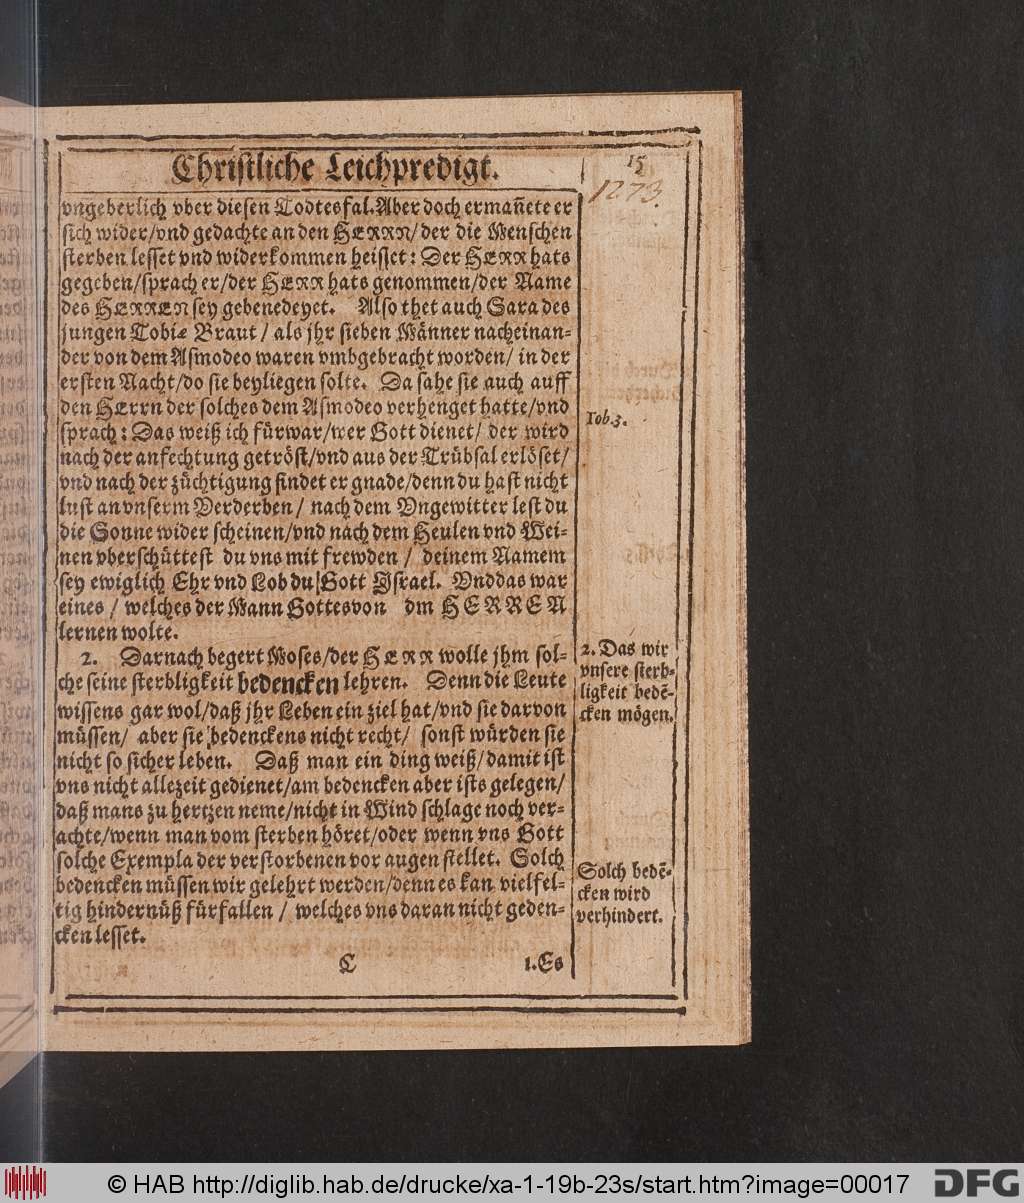 Christliche Leichpredigt.
15
1273.
vngeberlich vber diesen Todtesfal. Aber doch ermañete er
sich wider/vnd gedachte an den HERRN/der die Menschen
sterben lesset vnd widerkommen heisset: Der HERR hats
gegeben/sprach er/der HERR hats genommen/der Name
des HERREN sey gebenedeyet. Also thet auch Sara des
jungen Tobiæ Braut/als jhr sieben Männer nacheinan-
der von dem Asmodeo waren vmbgebracht worden/in der
ersten Nacht/do sie beyliegen solte. Da sahe sie auch auff
den HErrn der solches dem Asmodeo verhenget hatte/vnd
sprach: Das weiß ich fürwar/wer Gott dienet/der wird
Tob.3.
nach der anfechtung getröst/vnd aus der Trübsal erlöset/
vnd nach der züchtigung findet er gnade/denn du hast nicht
lust an vnserm Verderben/nach dem Vngewitter lest du
die Sonne wider scheinen/vnd nach dem Heulen vnd Wei-
nen vberschüttest du vns mit frewden/deinem Namem
sey ewiglich Ehr vnd Lob du Gott Israel. Vnd das war
eines/welches der Mann Gottes von dm HERREN
lernen wolte.
2. Darnach begert Moses/der HERR wolle jhm sol-
che seine sterbligkeit bedencken lehren. Denn die Leute
wissens gar wol/daß jhr Leben ein ziel hat/vnd sie darvon
müssen/aber sie bedenckens nicht recht/sonst würden sie
nicht so sicher leben. Daß man ein ding weiß/damit ist
vns nicht allezeit gedienet/am bedencken aber ists gelegen/
daß mans zu hertzen neme/nicht in Wind schlage noch ver-
achte/wenn man vom sterben höret/oder wenn vns Gott
solche Exempla der verstorbenen vor augen stellet. Solch
bedencken müssen wir gelehrt werden/denn es kan vielfel-
tig hindernüß fürfallen/welches vns daran nicht geden-
cken lesset.
2. Das wir
vnsere sterb-
ligkeit bedē-
cken mögen.
Solch bedē-
cken wird
verhindert.
C
1. Es
© HAB http://diglib.hab.de/drucke/xa-1-19b-23s/start.htm?image=00017
DFG